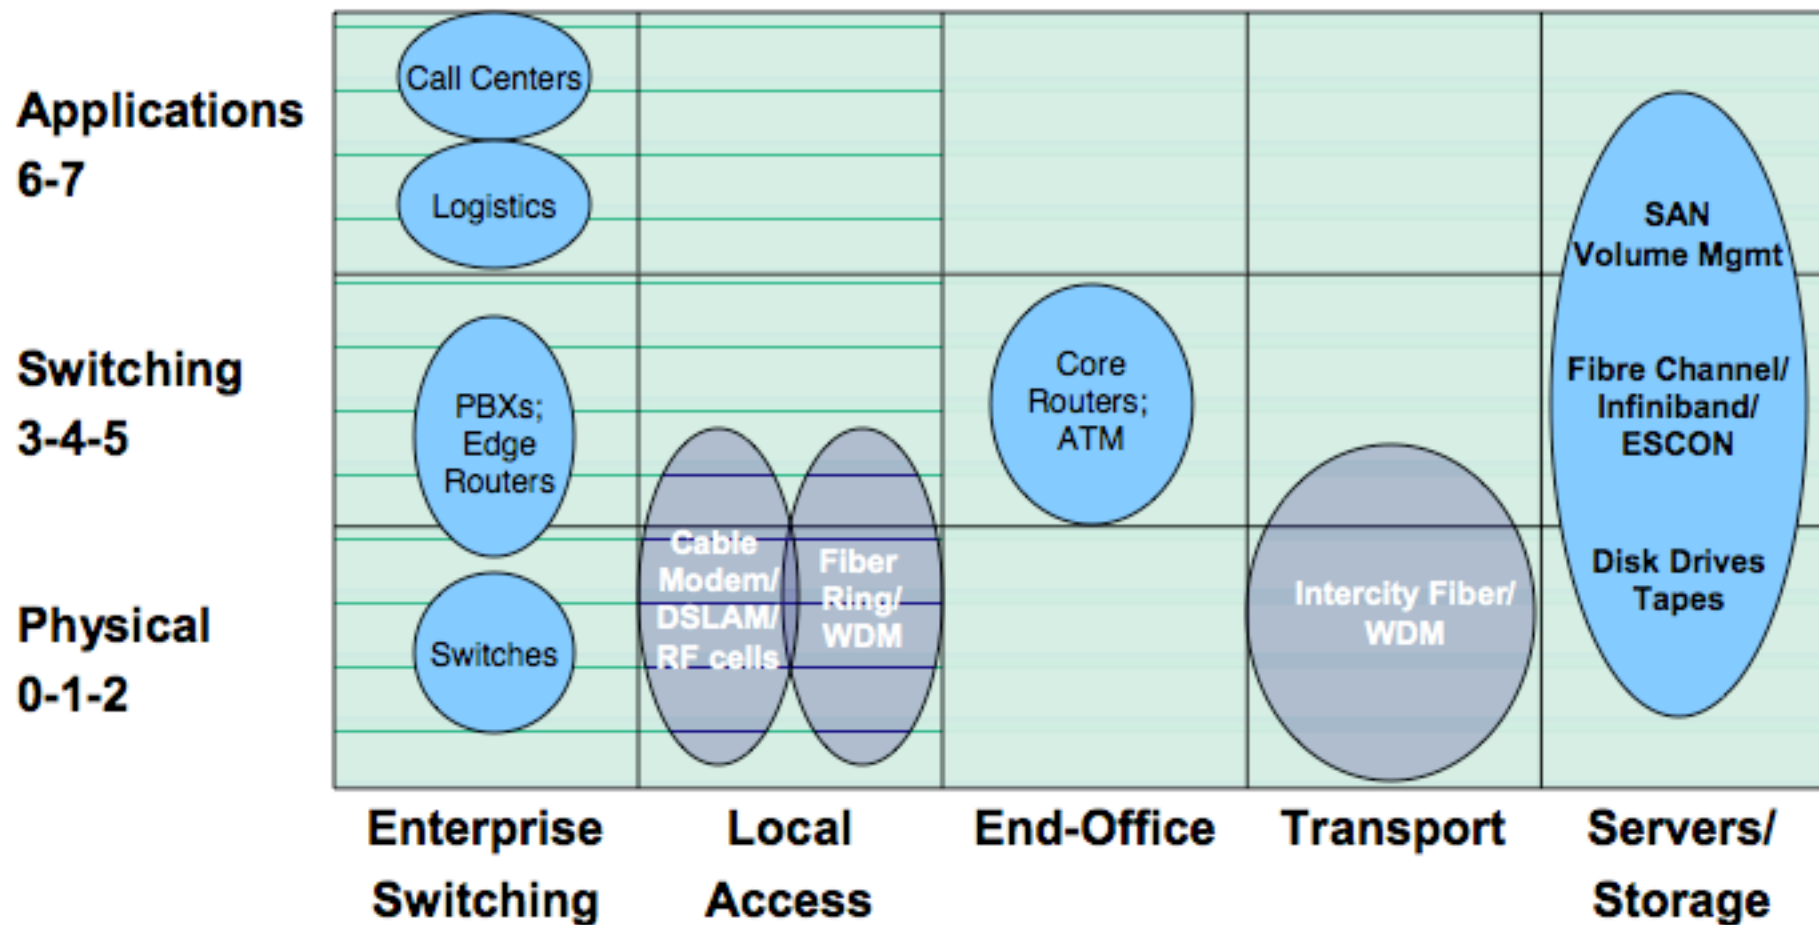 Applications
6-7
Switching
3-4-5
Physical
0-1-2
Call Centers
Logistics
PBXs;
Edge
Routers
Switches
Cable
Modem/
DSLAM/
RF cells
Fiber
Ring/
WDM
Core
Routers;
ATM
Intercity Fiber/
WDM
SAN
Volume Mgmt
Fibre Channel/
Infiniband/
ESCON
Disk Drives
Tapes
Enterprise
Switching
Local
Access
End-Office
Transport
Servers/
Storage